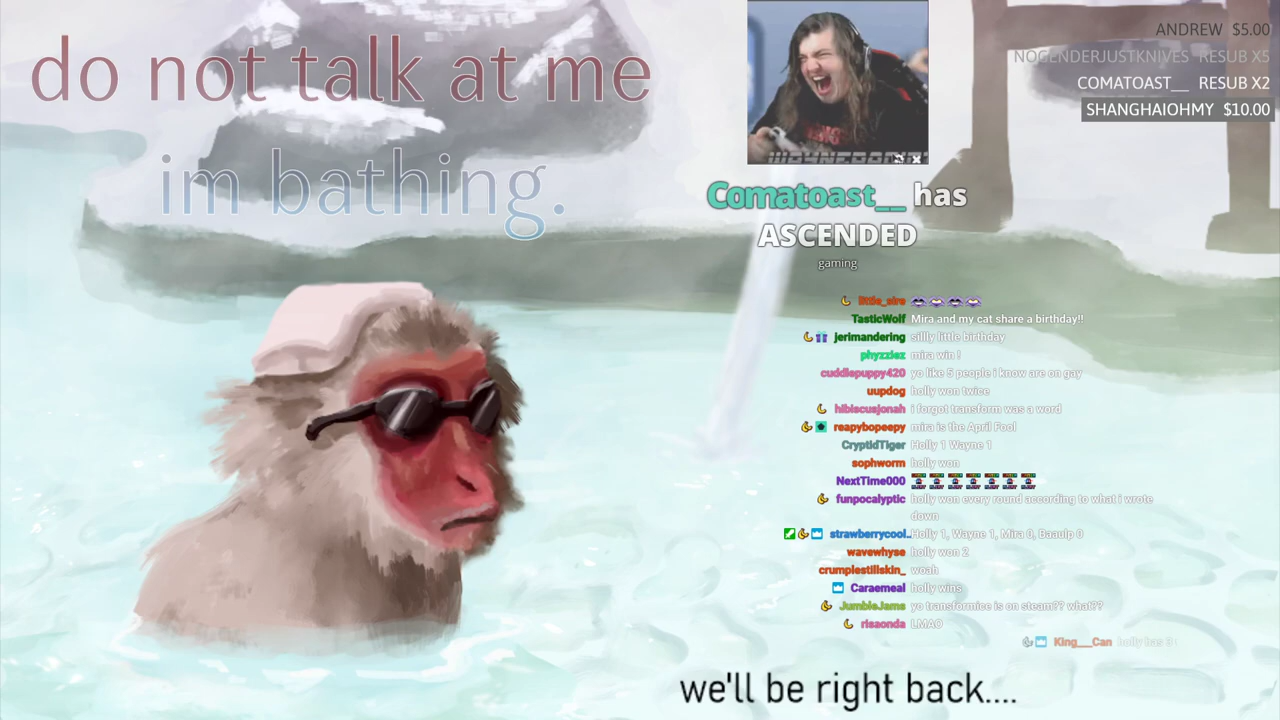 do not talk at me
im bathing.
ANDREW $5.00
NOGENDERJUSTKNIVES RESUB X5
COMATOAST__ RESUB X2
SHANGHAIOHMY $10.00
Comatoast__ has
ASCENDED
gaming
little_sire
TasticWolf Mira and my cat share a birthday!!
jerimandering sillly little birthday
phyzziez mira win !
cuddlepuppy420 yo like 5 people i know are on gay
uupdog holly won twice
hibiscusjonah i forgot transform was a word
reapybopeepy mira is the April Fool
CryptidTiger Holly 1 Wayne 1
sophworm holly won
NextTime000
funpocalyptic holly won every round according to what i wrote
down
strawberrycool.. Holly 1, Wayne 1, Mira 0, Baaulp 0
wavewhyse holly won 2
crumplestillskin_ woah
Caraemeal holly wins
JumbleJams yo transformice is on steam?? what??
risaonda LMAO
King___Can holly has 3
we'll be right back....